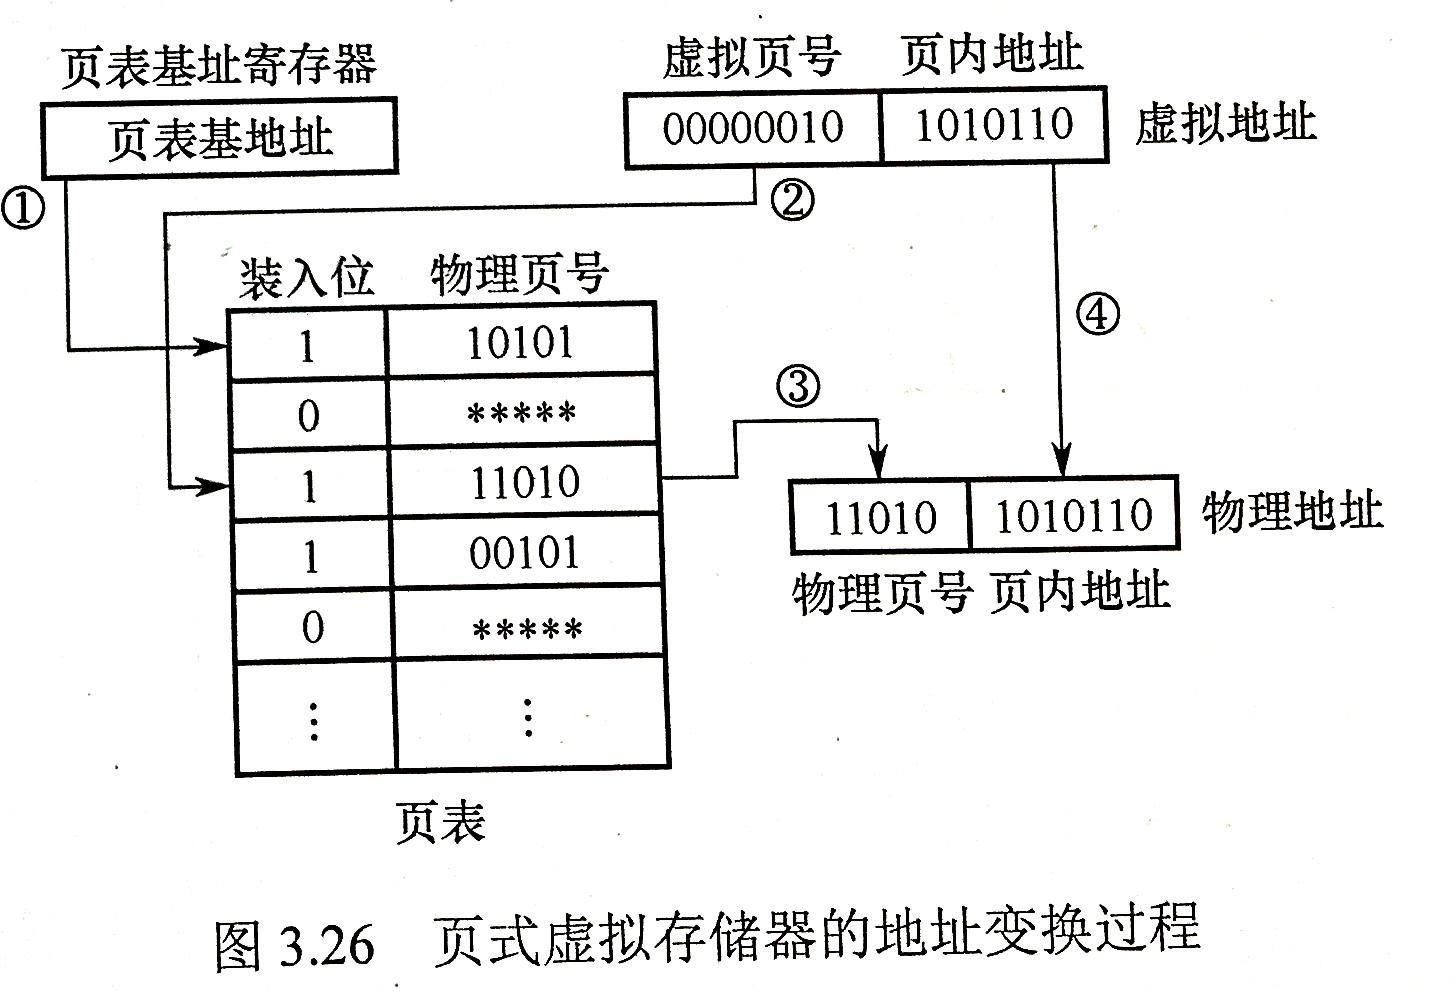 页表基址寄存器
页表基地址
虚拟页号 页内地址
00000010 1010110 虚拟地址
①
②
装入位 物理页号
1 10101
0 *****
1 11010
1 00101
0 *****
⋮ ⋮
页表
③
④
11010 1010110 物理地址
物理页号 页内地址
图 3.26 页式虚拟存储器的地址变换过程